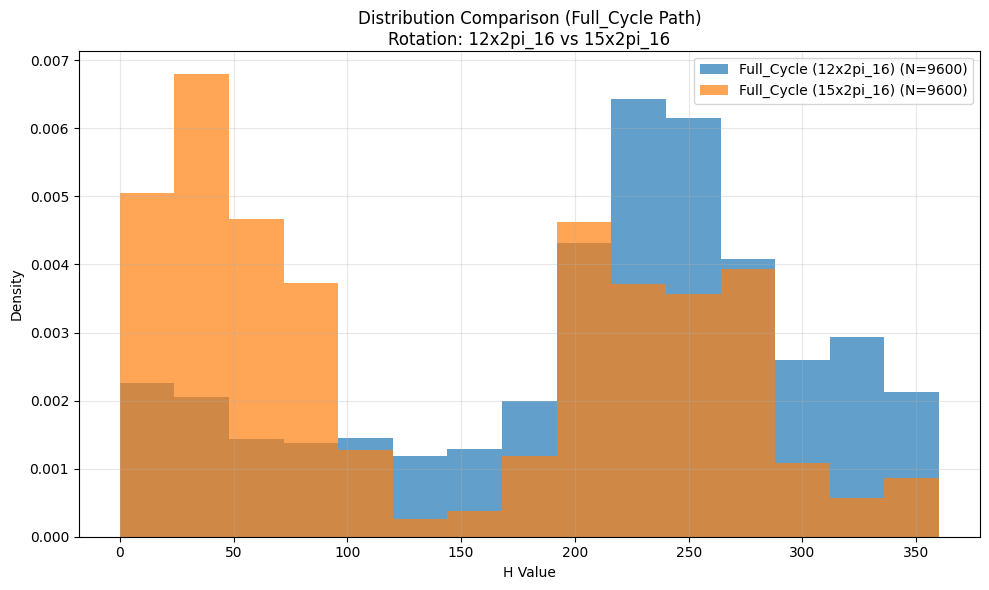 Distribution Comparison (Full_Cycle Path)
Rotation: 12x2pi_16 vs 15x2pi_16
Full_Cycle (12x2pi_16) (N=9600)
Full_Cycle (15x2pi_16) (N=9600)
Density
0.007
0.006
0.005
0.004
0.003
0.002
0.001
0.000
0 50 100 150 200 250 300 350
H Value